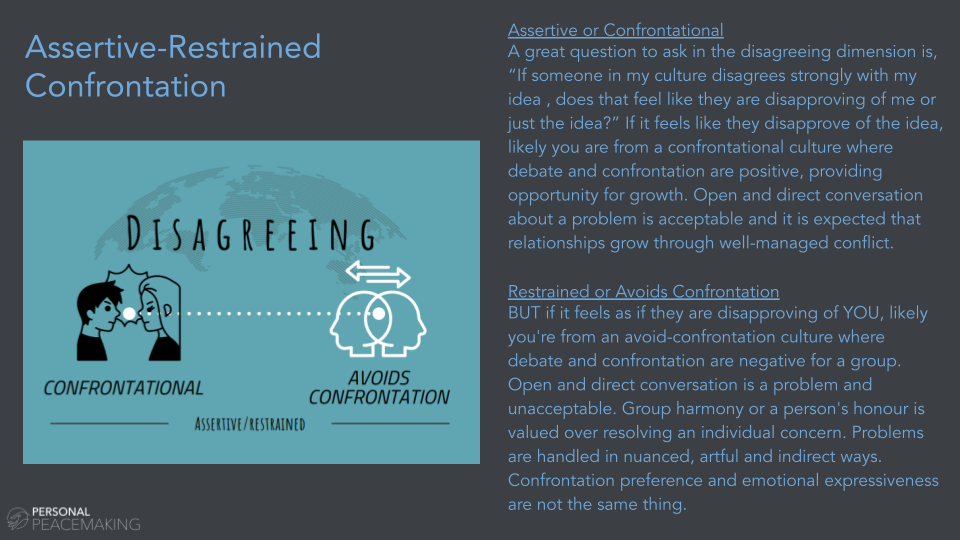 Assertive-Restrained
Confrontation
DISAGREEING
CONFRONTATIONAL
AVOIDS
CONFRONTATION
ASSERTIVE/RESTRAINED
PERSONAL
PEACEMAKING
Assertive or Confrontational
A great question to ask in the disagreeing dimension is,
“If someone in my culture disagrees strongly with my
idea , does that feel like they are disapproving of me or
just the idea?” If it feels like they disapprove of the idea,
likely you are from a confrontational culture where
debate and confrontation are positive, providing
opportunity for growth. Open and direct conversation
about a problem is acceptable and it is expected that
relationships grow through well-managed conflict.
Restrained or Avoids Confrontation
BUT if it feels as if they are disapproving of YOU, likely
you're from an avoid-confrontation culture where
debate and confrontation are negative for a group.
Open and direct conversation is a problem and
unacceptable. Group harmony or a person's honour is
valued over resolving an individual concern. Problems
are handled in nuanced, artful and indirect ways.
Confrontation preference and emotional expressiveness
are not the same thing.